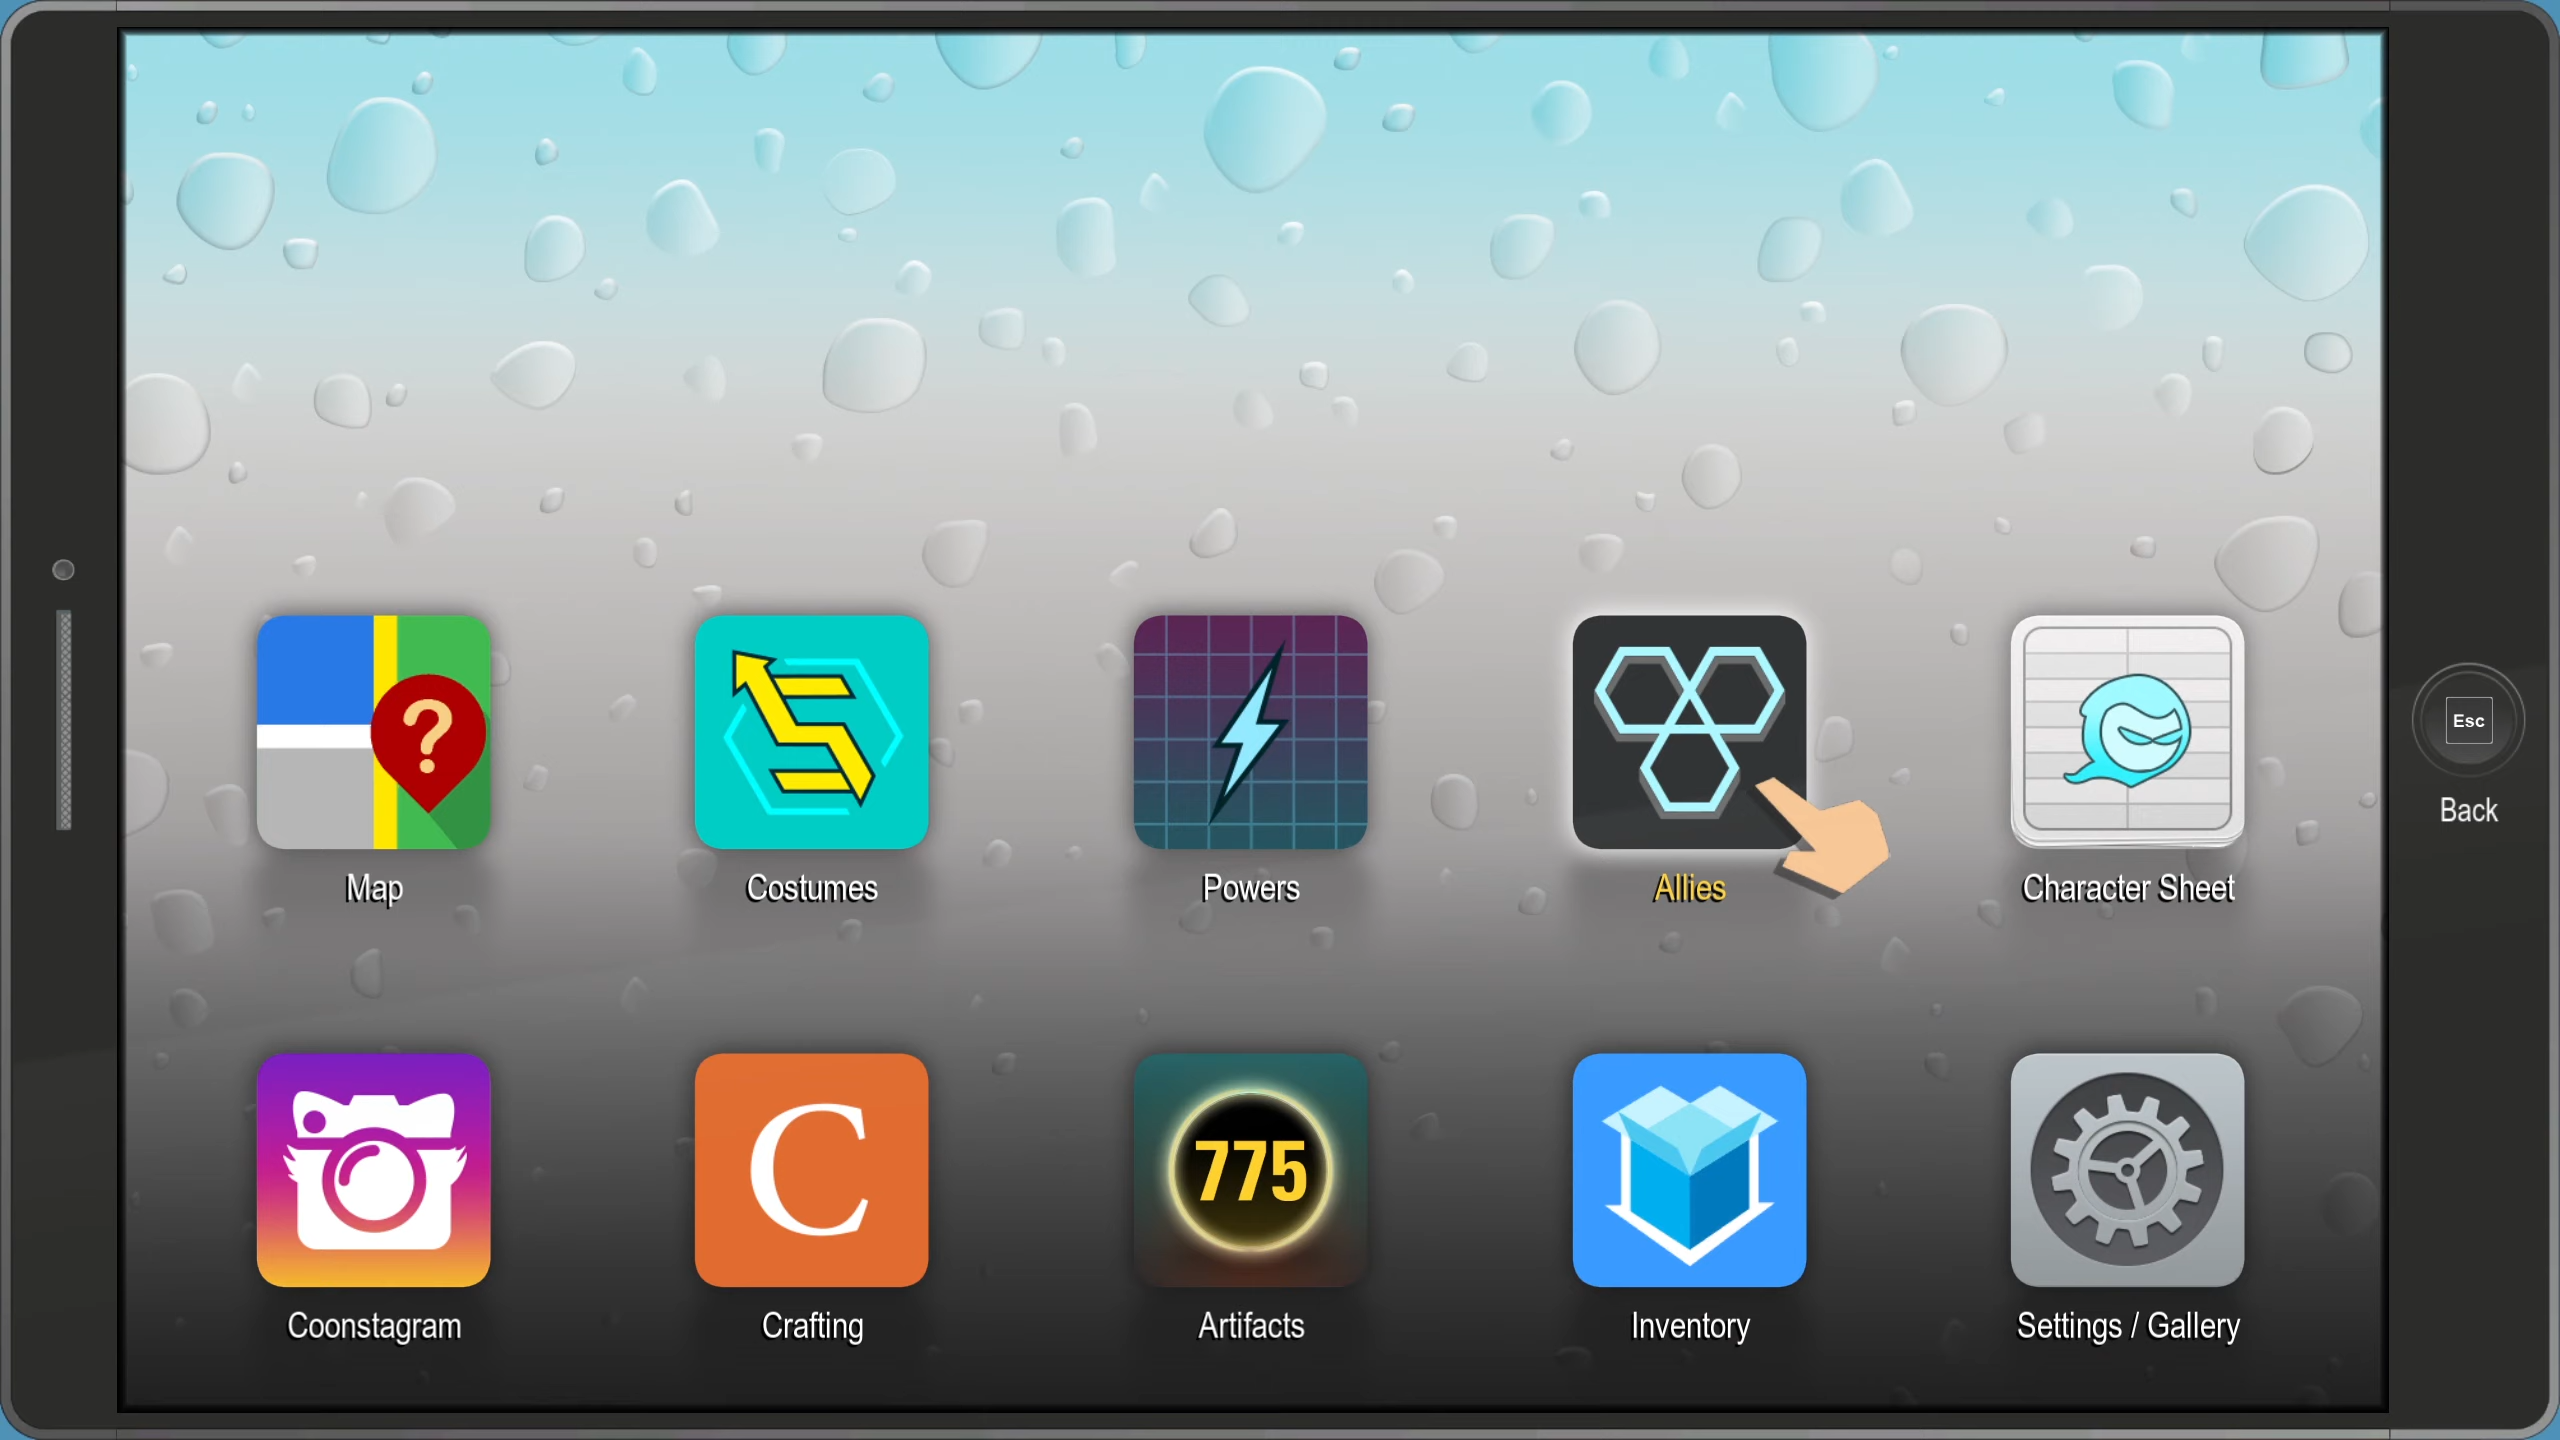 ?
Map
Costumes
Powers
Allies
Character Sheet
Esc
Back
Coonstagram
C
Crafting
775
Artifacts
Inventory
Settings / Gallery